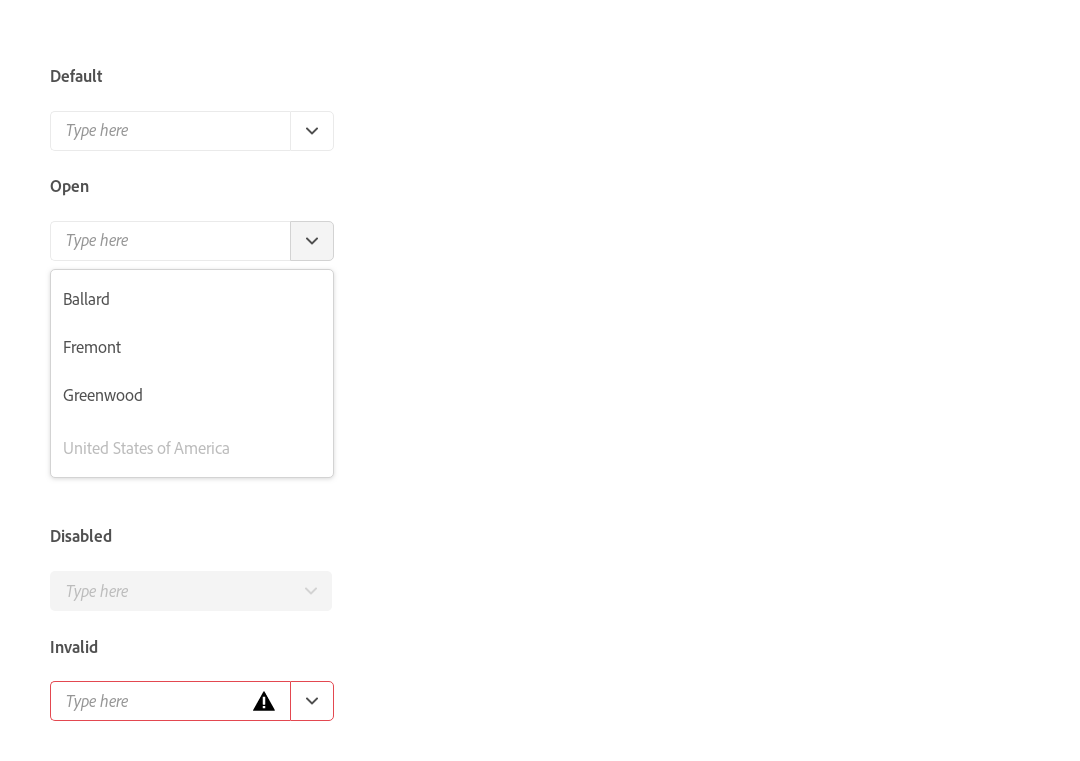 Default
Type here
Open
Type here
Ballard
Fremont
Greenwood
United States of America
Disabled
Type here
Invalid
Type here